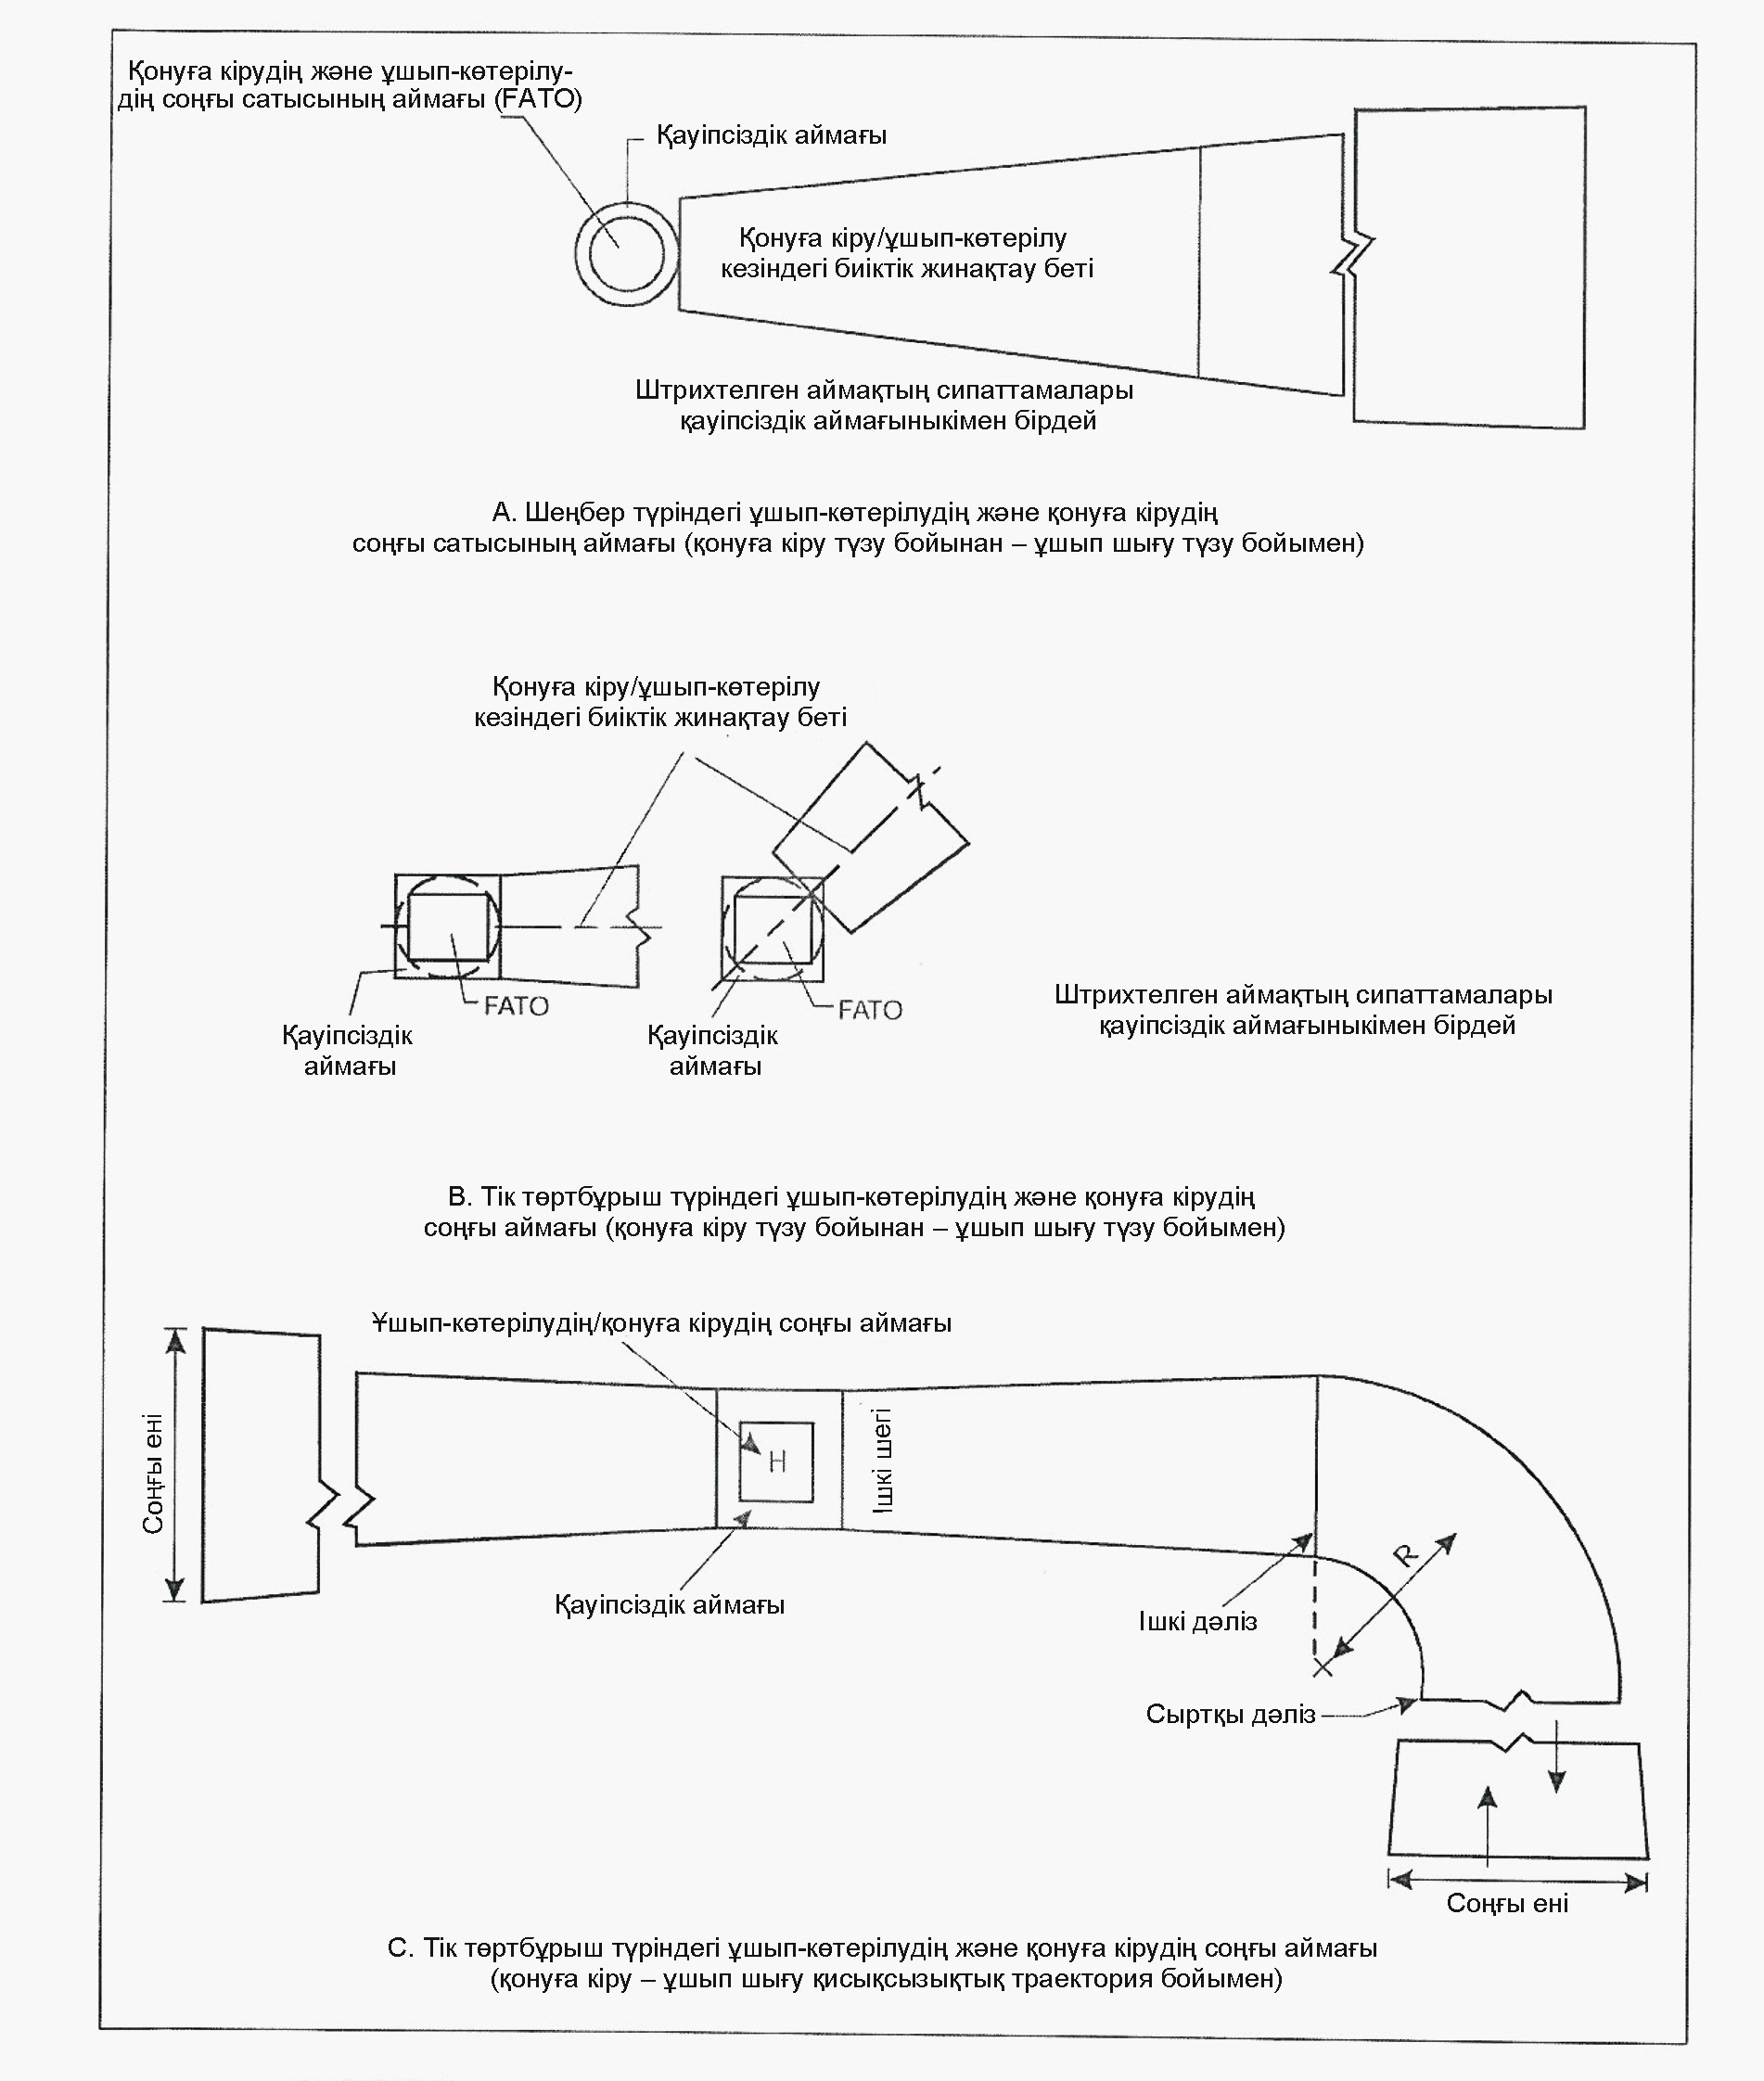 Қонуға кірудің және ұшып-көтерілу-
дің соңғы сатысының аймағы (FATO)
Қауіпсіздік аймағы
Қонуға кіру/ұшып-көтерілу
кезіндегі биіктік жинақтау беті
Штрихтелген аймақтың сипаттамалары
қауіпсіздік аймағыныкімен бірдей
А. Шеңбер түріндегі ұшып-көтерілудің және қонуға кірудің
соңғы сатысының аймағы (қонуға кіру түзу бойынан – ұшып шығу түзу бойымен)
Қонуға кіру/ұшып-көтерілу
кезіндегі биіктік жинақтау беті
FATO
FATO
Қауіпсіздік
аймағы
Қауіпсіздік
аймағы
Штрихтелген аймақтың сипаттамалары
қауіпсіздік аймағыныкімен бірдей
В. Тік төртбұрыш түріндегі ұшып-көтерілудің және қонуға кірудің
соңғы аймағы (қонуға кіру түзу бойынан – ұшып шығу түзу бойымен)
Ұшып-көтерілудің/қонуға кірудің соңғы аймағы
Соңғы ені
H
Ішкі шегі
Қауіпсіздік аймағы
R
Ішкі дәліз
Сыртқы дәліз
Соңғы ені
С. Тік төртбұрыш түріндегі ұшып-көтерілудің және қонуға кірудің соңғы аймағы
(қонуға кіру – ұшып шығу қисықсызықтық траектория бойымен)